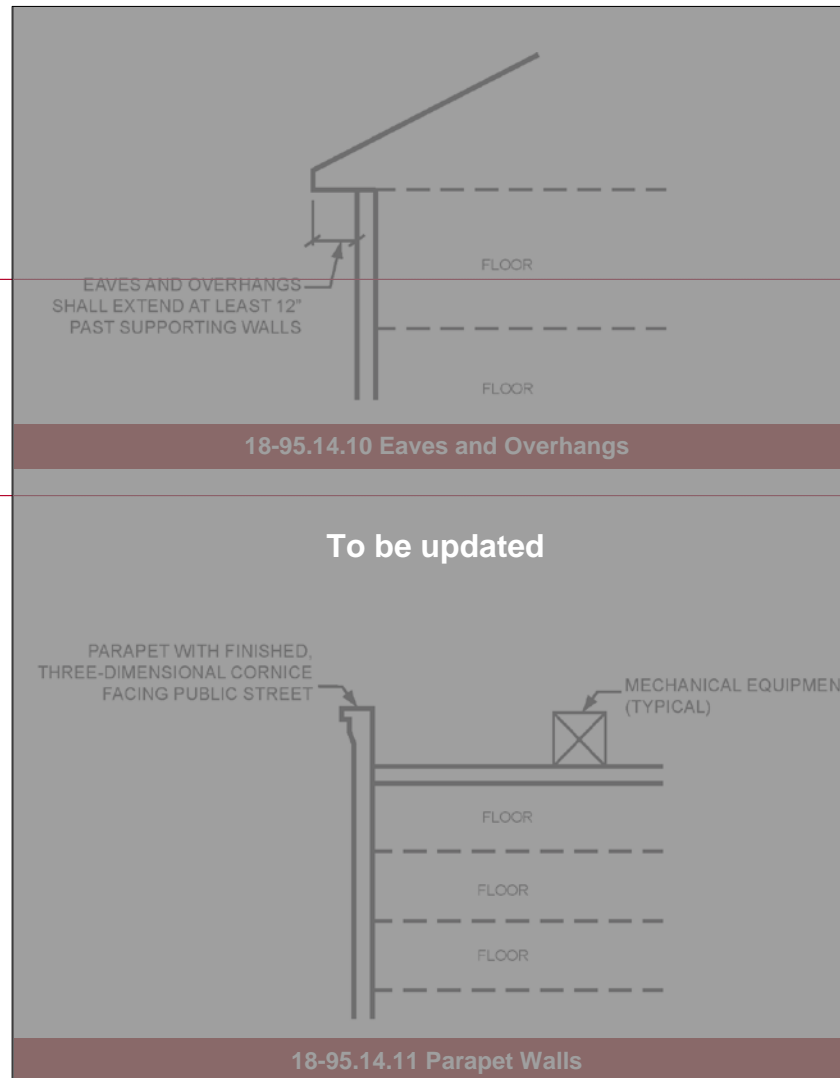 FLOOR
EAVES AND OVERHANGS
SHALL EXTEND AT LEAST 12"
PAST SUPPORTING WALLS
FLOOR
18-95.14.10 Eaves and Overhangs
To be updated
PARAPET WITH FINISHED,
THREE-DIMENSIONAL CORNICE
FACING PUBLIC STREET
MECHANICAL EQUIPMEN
(TYPICAL)
FLOOR
FLOOR
FLOOR
18-95.14.11 Parapet Walls